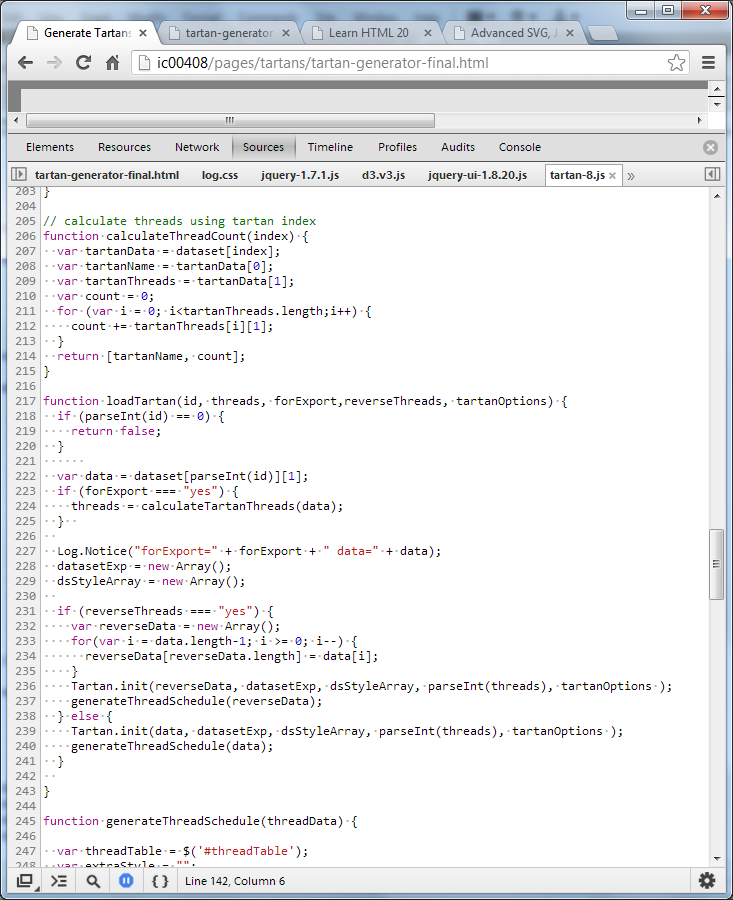 Generate Tartans
tartan-generator
Learn HTML 20
Advanced SVG, J
ic00408/pages/tartans/tartan-generator-final.html
Elements Resources Network Sources Timeline Profiles Audits Console
tartan-generator-final.html log.css jquery-1.7.1.js d3.v3.js jquery-ui-1.8.20.js tartan-8.js × »
203 }
204
205 // calculate threads using tartan index
206 function calculateThreadCount(index) {
207   var tartanData = dataset[index];
208   var tartanName = tartanData[0];
209   var tartanThreads = tartanData[1];
210   var count = 0;
211   for (var i = 0; i<tartanThreads.length;i++) {
212     count += tartanThreads[i][1];
213   }
214   return [tartanName, count];
215 }
216
217 function loadTartan(id, threads, forExport,reverseThreads, tartanOptions) {
218   if (parseInt(id) == 0) {
219     return false;
220   }
221
222   var data = dataset[parseInt(id)][1];
223   if (forExport === "yes") {
224     threads = calculateTartanThreads(data);
225   }
226
227   Log.Notice("forExport=" + forExport + " data=" + data);
228   datasetExp = new Array();
229   dsStyleArray = new Array();
230
231   if (reverseThreads === "yes") {
232     var reverseData = new Array();
233     for(var i = data.length-1; i >= 0; i--) {
234       reverseData[reverseData.length] = data[i];
235     }
236     Tartan.init(reverseData, datasetExp, dsStyleArray, parseInt(threads), tartanOptions );
237     generateThreadSchedule(reverseData);
238   } else {
239     Tartan.init(data, datasetExp, dsStyleArray, parseInt(threads), tartanOptions );
240     generateThreadSchedule(data);
241   }
242
243 }
244
245 function generateThreadSchedule(threadData) {
246
247   var threadTable = $('#threadTable');
248   var extraStyle = "";
{ } Line 142, Column 6